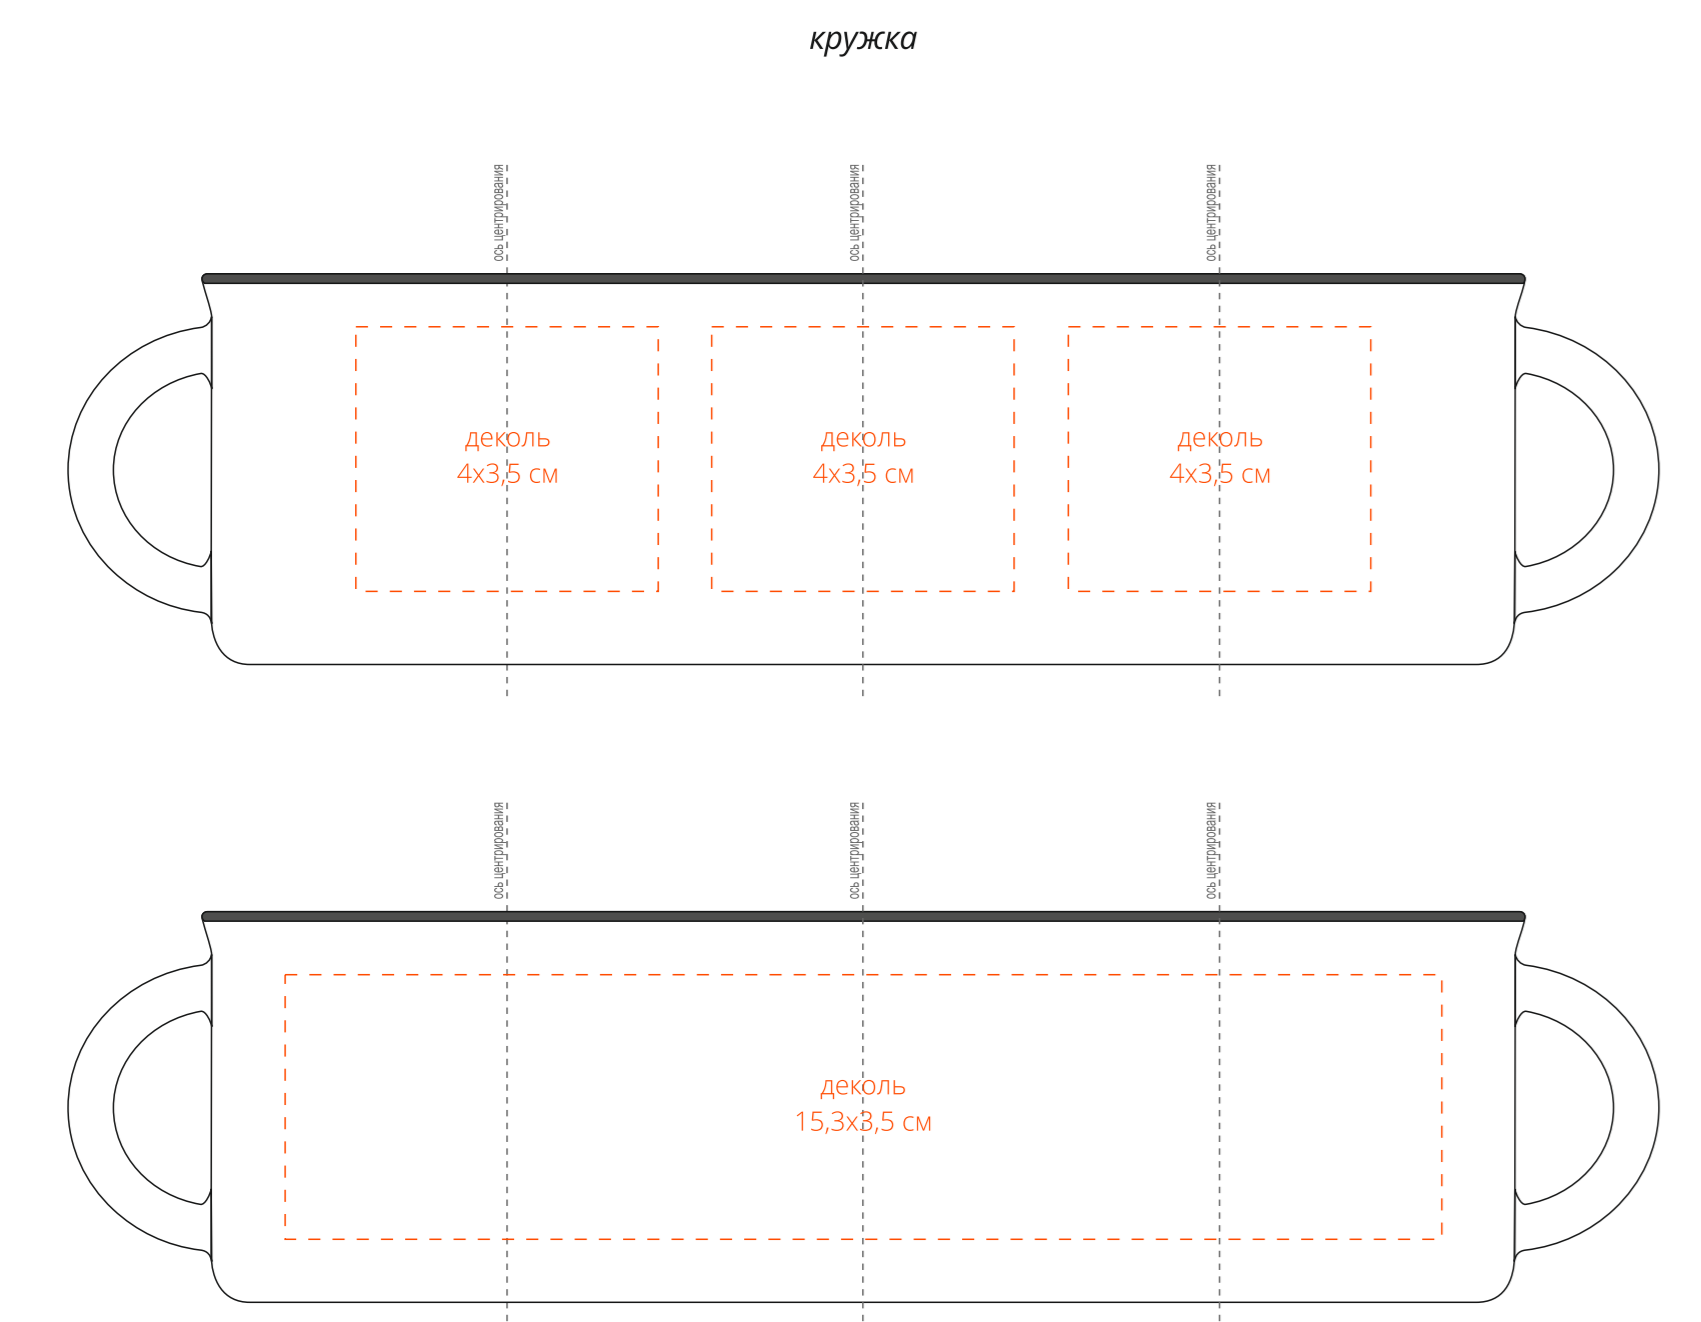 кружка
ось центрирования
ось центрирования
ось центрирования
деколь
4х3,5 см
деколь
4х3,5 см
деколь
4х3,5 см
ось центрирования
ось центрирования
ось центрирования
деколь
15,3х3,5 см